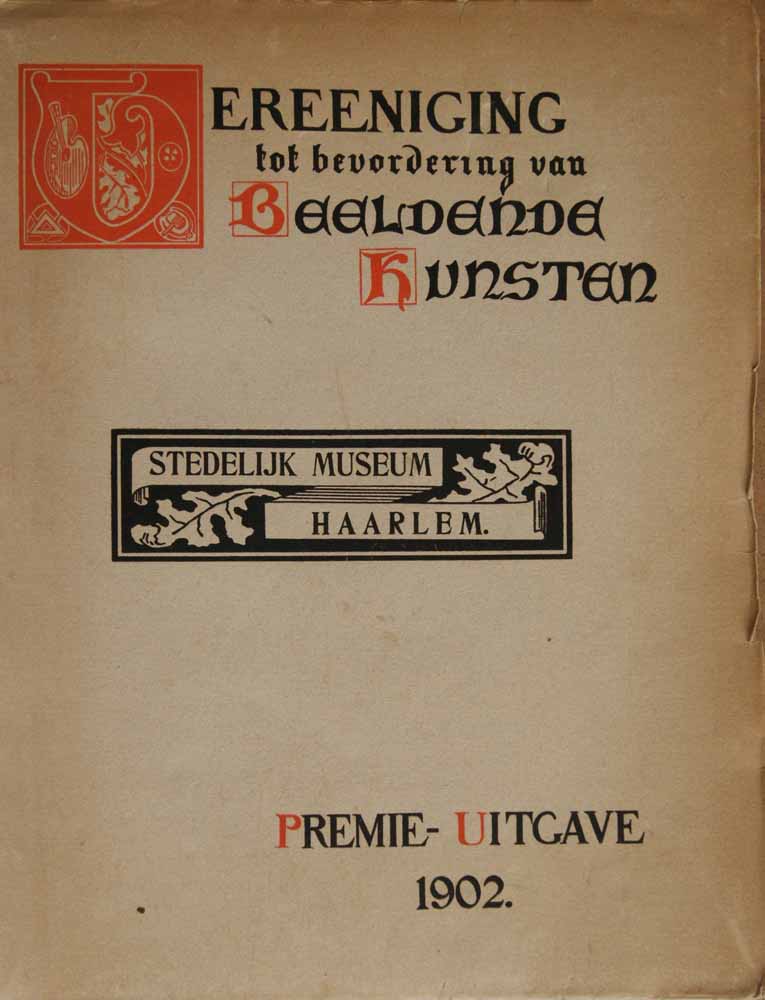 VEREENIGING
tot bevordering van
BEELDENDE
KUNSTEN
STEDELIJK MUSEUM
HAARLEM.
PREMIE- UITGAVE
1902.